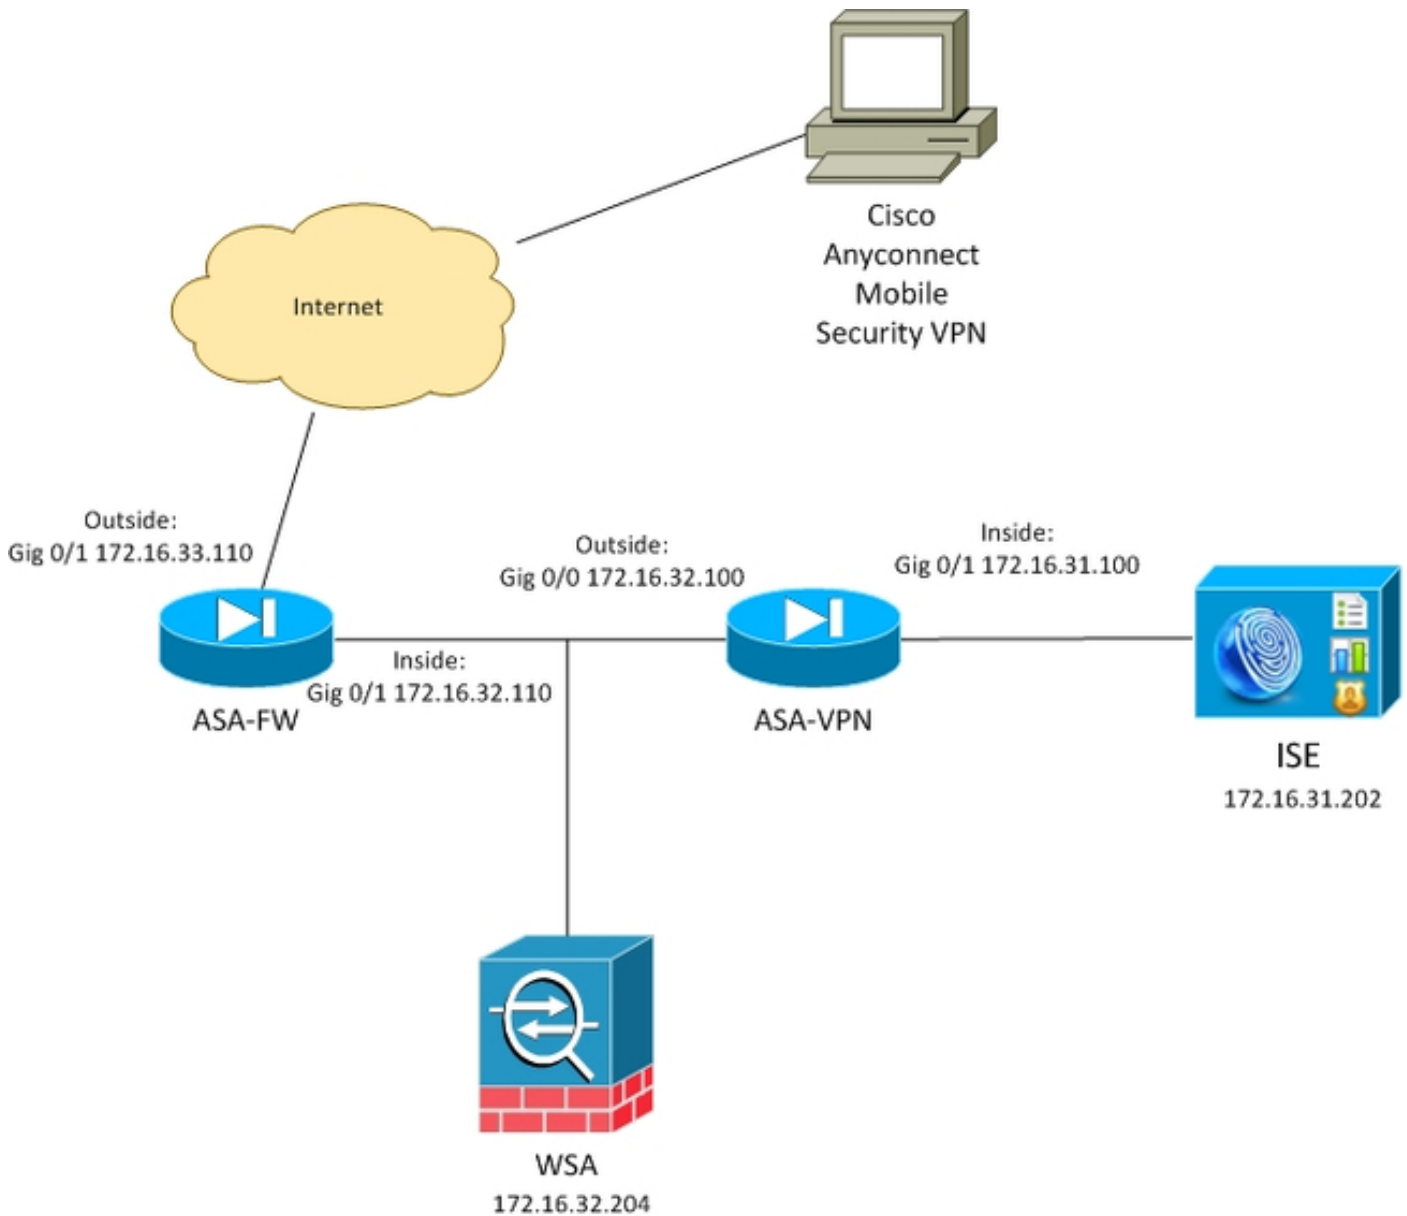 Cisco
Anyconnect
Mobile
Security VPN
Internet
Outside:
Gig 0/1 172.16.33.110
Outside:
Gig 0/0 172.16.32.100
Inside:
Gig 0/1 172.16.31.100
Inside:
Gig 0/1 172.16.32.110
ASA-FW
ASA-VPN
ISE
172.16.31.202
WSA
172.16.32.204